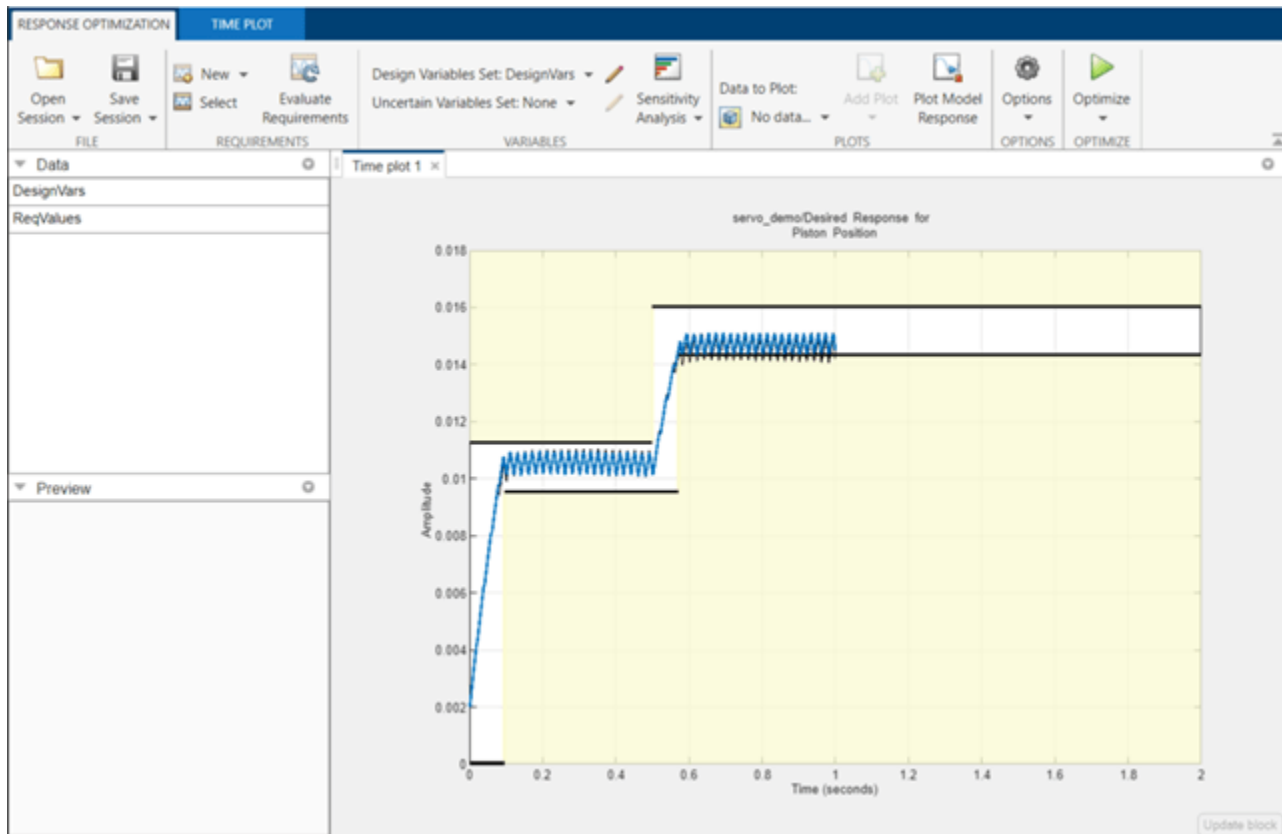 RESPONSE OPTIMIZATION
TIME PLOT
Open
Session
Save
Session
FILE
New
Select
Evaluate
Requirements
REQUIREMENTS
Design Variables Set: DesignVars
Uncertain Variables Set: None
Sensitivity
Analysis
VARIABLES
Data to Plot:
No data...
Add Plot
Plot Model
Response
PLOTS
Options
OPTIONS
Optimize
OPTIMIZE
Data
DesignVars
ReqValues
Preview
Time plot 1 ×
servo_demo/Desired Response for
Piston Position
0.018
0.016
0.014
0.012
0.01
0.008
0.006
0.004
0.002
0
Amplitude
0 0.2 0.4 0.6 0.8 1 1.2 1.4 1.6 1.8 2
Time (seconds)
Update block